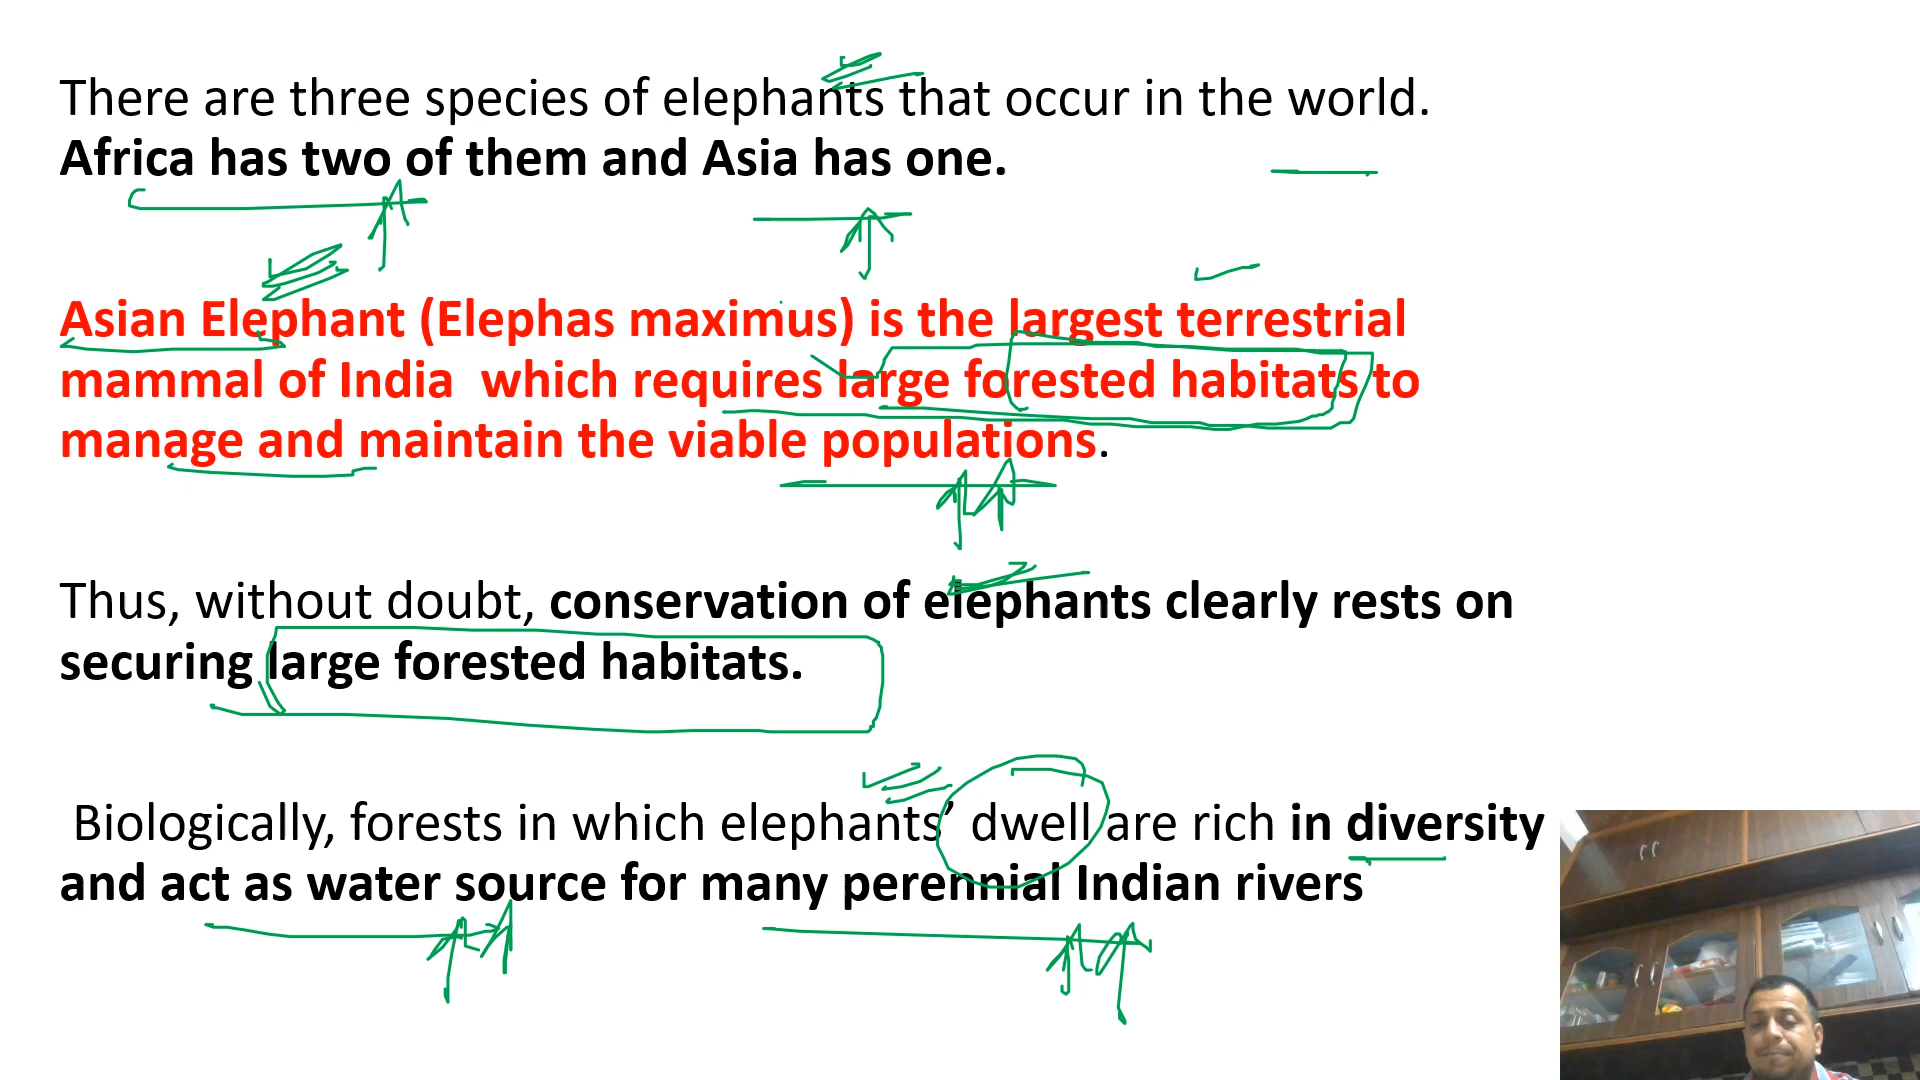 There are three species of elephants that occur in the world.
Africa has two of them and Asia has one.
Asian Elephant (Elephas maximus) is the largest terrestrial
mammal of India  which requires large forested habitats to
manage and maintain the viable populations.
Thus, without doubt, conservation of elephants clearly rests on
securing large forested habitats.
Biologically, forests in which elephants’ dwell are rich in diversity
and act as water source for many perennial Indian rivers